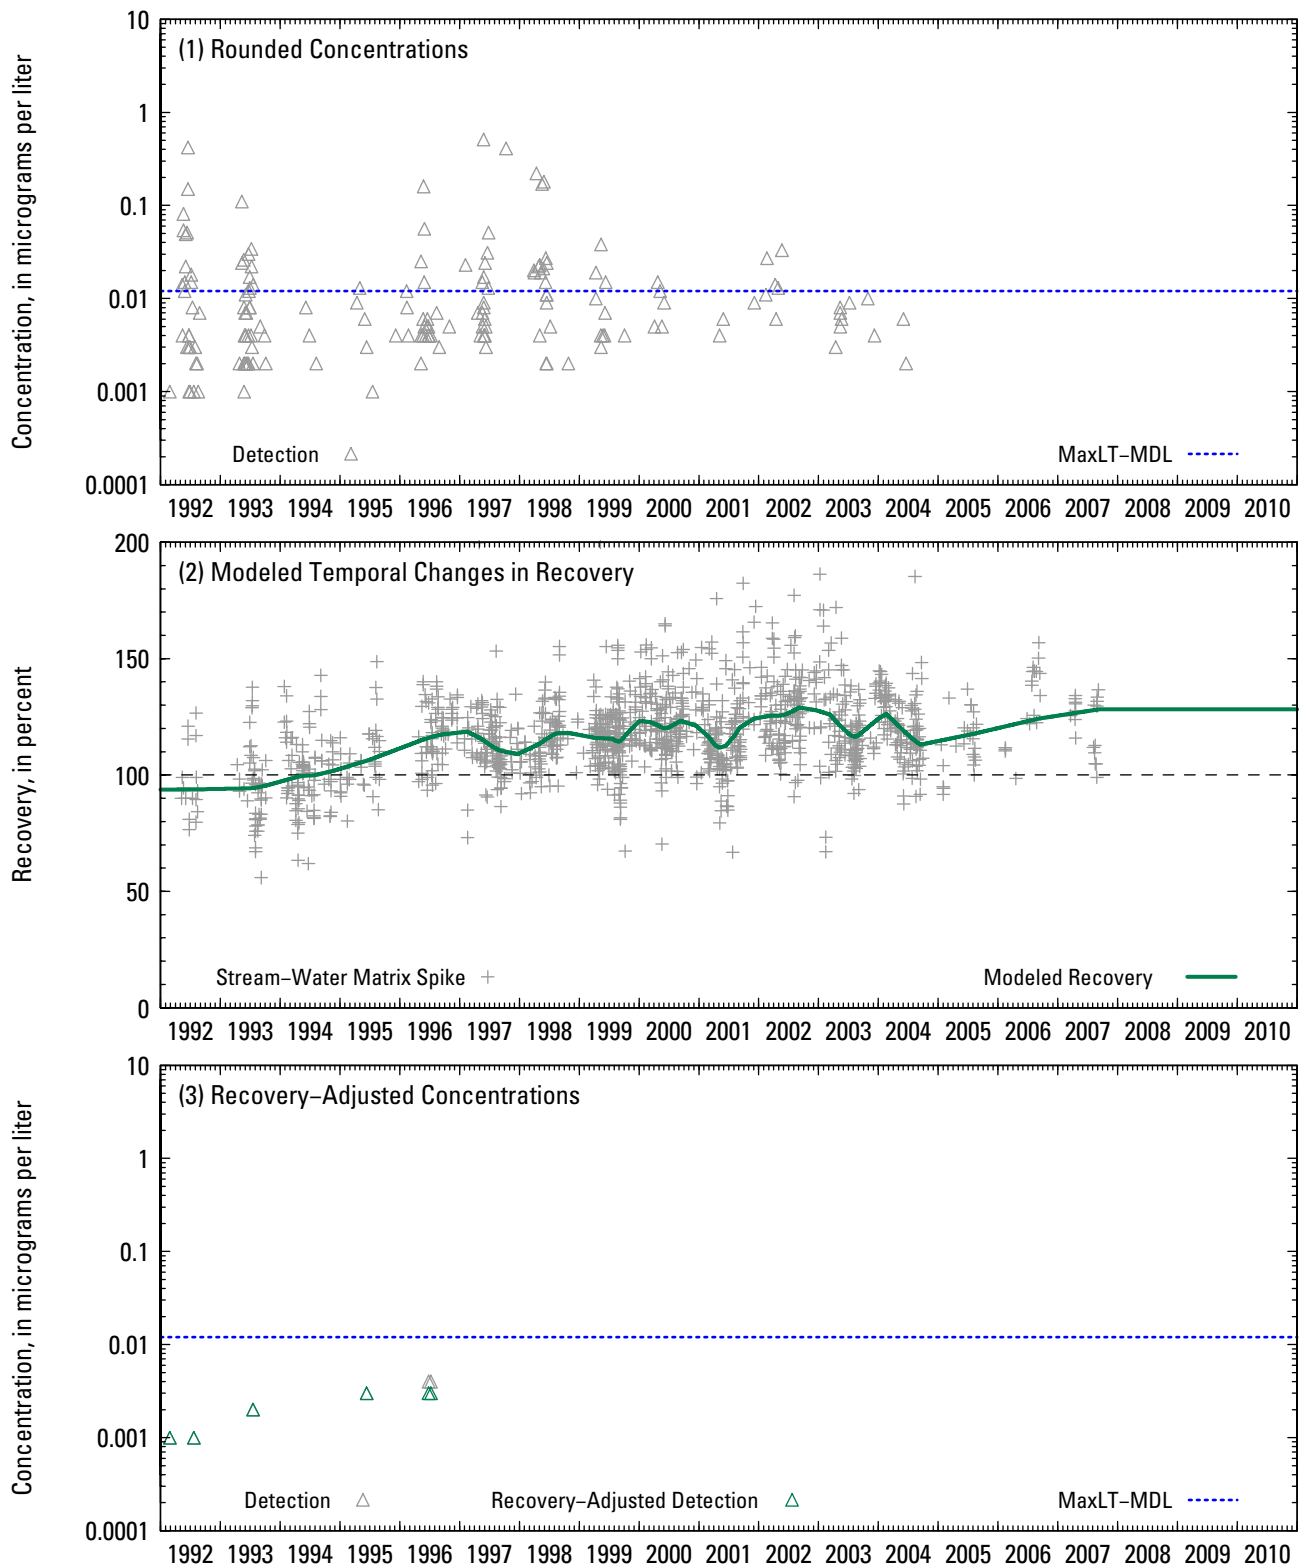 (1) Rounded Concentrations
Concentration, in micrograms per liter
10
1
0.1
0.01
0.001
0.0001
Detection
MaxLT–MDL
1992 1993 1994 1995 1996 1997 1998 1999 2000 2001 2002 2003 2004 2005 2006 2007 2008 2009 2010
(2) Modeled Temporal Changes in Recovery
Recovery, in percent
200
150
100
50
0
Stream–Water Matrix Spike
Modeled Recovery
1992 1993 1994 1995 1996 1997 1998 1999 2000 2001 2002 2003 2004 2005 2006 2007 2008 2009 2010
(3) Recovery–Adjusted Concentrations
Concentration, in micrograms per liter
10
1
0.1
0.01
0.001
0.0001
Detection
Recovery–Adjusted Detection
MaxLT–MDL
1992 1993 1994 1995 1996 1997 1998 1999 2000 2001 2002 2003 2004 2005 2006 2007 2008 2009 2010